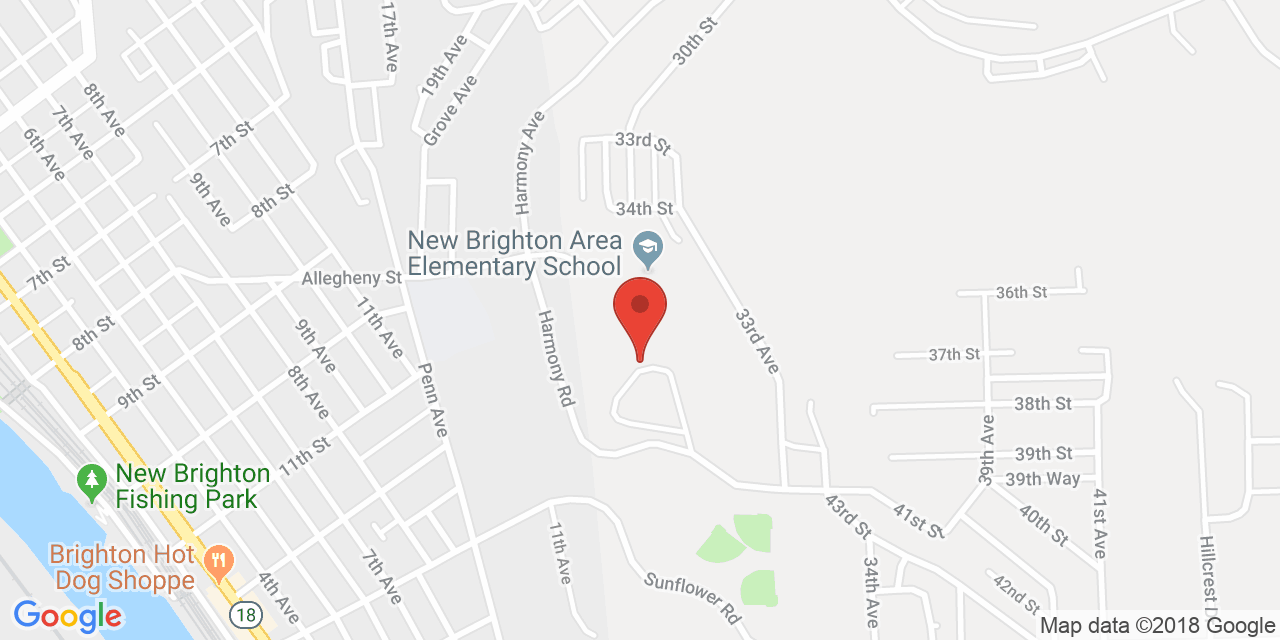 17th Ave
30th St
19th Ave
8th Ave
Grove Ave
7th Ave
Harmony Ave
7th St
33rd St
6th Ave
9th Ave
8th St
34th St
New Brighton Area
Elementary School
7th St
Allegheny St
36th St
11th Ave
8th St
9th Ave
Harmony Rd
33rd Ave
37th St
9th St
8th Ave
Penn Ave
38th St
39th Ave
11th St
39th St
New Brighton
Fishing Park
39th Way
43rd St
41st St
40th St
41st Ave
11th Ave
Brighton Hot
Dog Shoppe
7th Ave
Sunflower Rd
34th Ave
Hillcrest D
4th Ave
42nd St
18
Google
Map data ©2018 Google